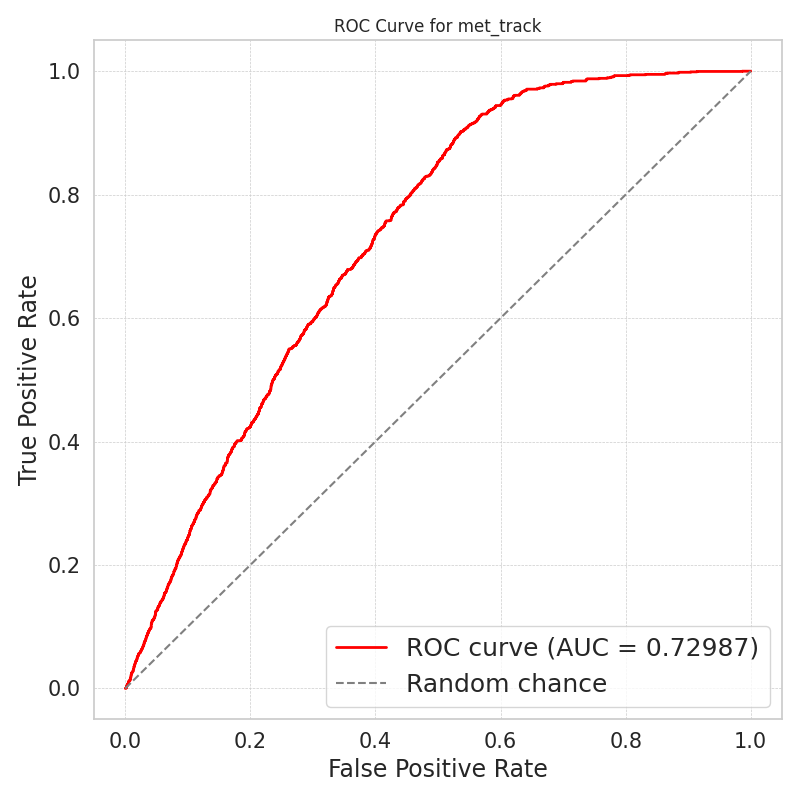 ROC Curve for met_track
True Positive Rate
1.0
0.8
0.6
0.4
0.2
0.0
ROC curve (AUC = 0.72987)
Random chance
0.0 0.2 0.4 0.6 0.8 1.0
False Positive Rate